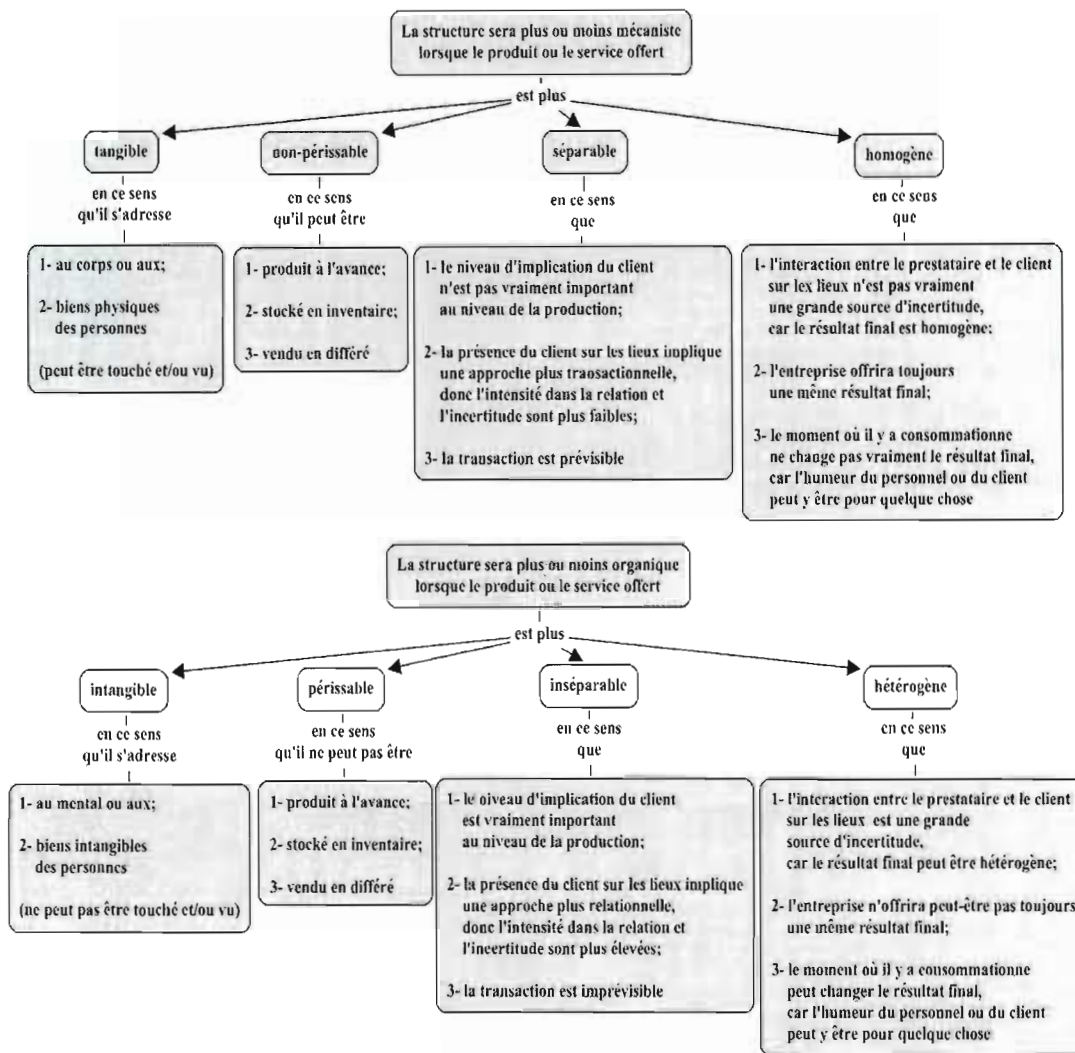 La structure sera plus ou moins mécaniste
lorsque le produit ou le service offert
est plus
tangible
en ce sens
qu'il s'adresse
1- au corps ou aux;
2- biens physiques
des personnes
(peut être touché et/ou vu)
non-périssable
en ce sens
qu'il peut être
1- produit à l'avance;
2- stocké en inventaire;
3- vendu en différé
séparable
en ce sens
que
1- le niveau d'implication du client
n'est pas vraiment important
au niveau de la production;
2- la présence du client sur les lieux implique
une approche plus transactionnelle,
donc l'intensité dans la relation et
l'incertitude sont plus faibles;
3- la transaction est prévisible
homogène
en ce sens
que
1- l'interaction entre le prestataire et le client
sur lex lieux n'est pas vraiment
une grande source d'incertitude,
car le résultat final est homogène;
2- l'entreprise offrira toujours
une même résultat final;
3- le moment où il y a consommationne
ne change pas vraiment le résultat final,
car l'humeur du personnel ou du client
peut y être pour quelque chose
La structure sera plus ou moins organique
lorsque le produit ou le service offert
est plus
intangible
en ce sens
qu'il s'adresse
1- au mental ou aux;
2- biens intangibles
des personnes
(ne peut pas être touché et/ou vu)
périssable
en ce sens
qu'il ne peut pas être
1- produit à l'avance;
2- stocké en inventaire;
3- vendu en différé
inséparable
en ce sens
que
1- le niveau d'implication du client
est vraiment important
au niveau de la production;
2- la présence du client sur les lieux implique
une approche plus relationnelle,
donc l'intensité dans la relation et
l'incertitude sont plus élevées;
3- la transaction est imprévisible
hétérogène
en ce sens
que
1- l'interaction entre le prestataire et le client
sur les lieux est une grande
source d'incertitude,
car le résultat final peut être hétérogène;
2- l'entreprise n'offrira peut-être pas toujours
une même résultat final;
3- le moment où il y a consommationne
peut changer le résultat final,
car l'humeur du personnel ou du client
peut y être pour quelque chose